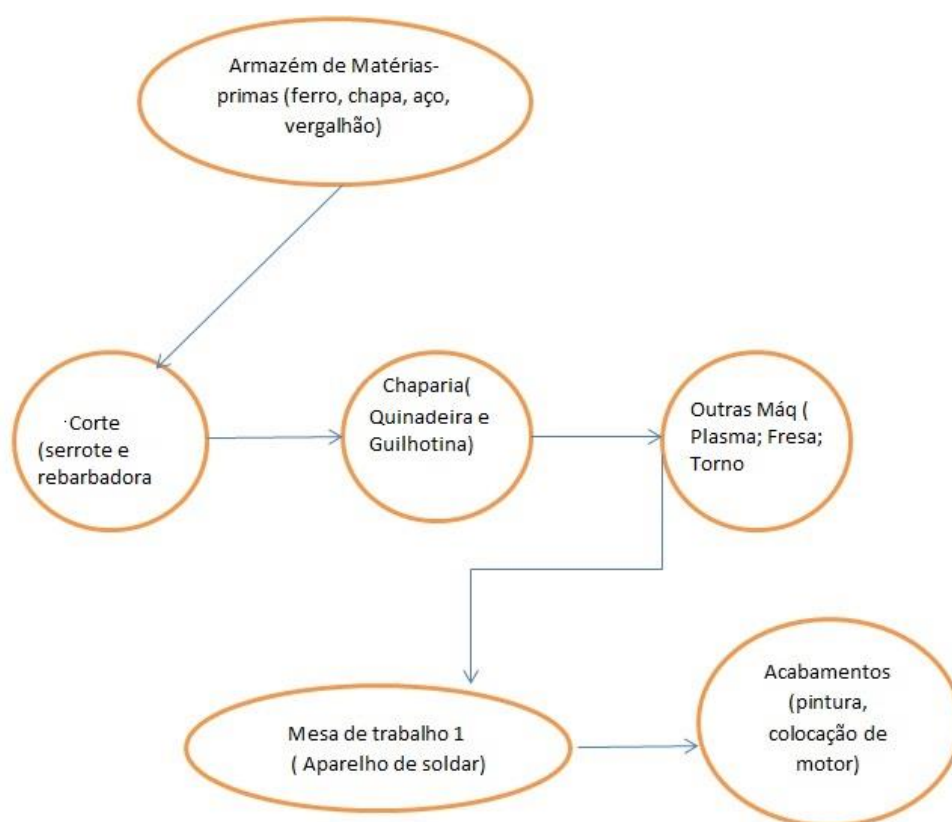 Armazém de Matérias-
primas (ferro, chapa, aço,
vergalhão)
·Corte
(serrote e
rebarbadora
Chaparia(
Quinadeira e
Guilhotina)
Outras Máq (
Plasma; Fresa;
Torno
Mesa de trabalho 1
( Aparelho de soldar)
Acabamentos
(pintura,
colocação de
motor)